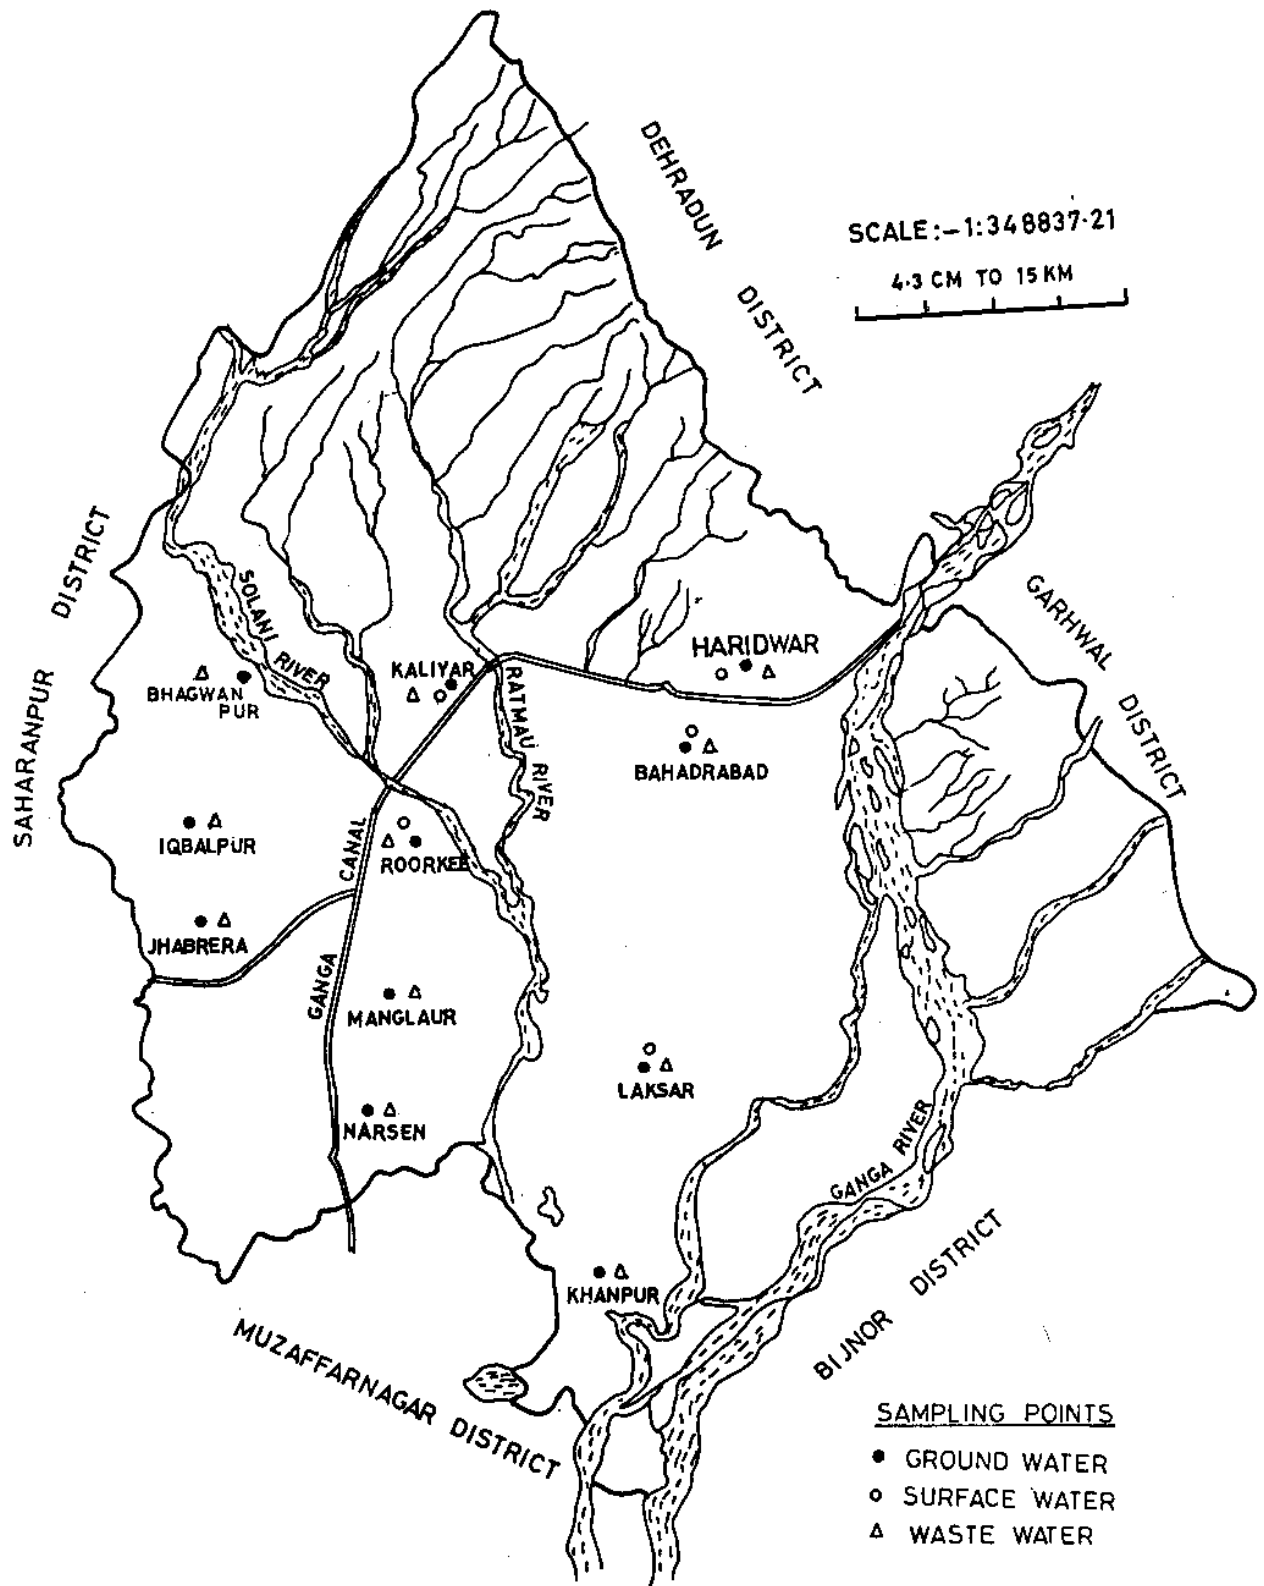 DEHRADUN DISTRICT
SCALE:-1:348837·21
4·3 CM TO 15 KM
SAHARANPUR DISTRICT
GARHWAL DISTRICT
SOLANI RIVER
HARIDWAR
KALIYAR
BHAGWAN
PUR
RATMAU RIVER
BAHADRABAD
IQBALPUR
ROORKEE
GANGA CANAL
JHABRERA
MANGLAUR
LAKSAR
NARSEN
GANGA RIVER
KHANPUR
BIJNOR DISTRICT
MUZAFFARNAGAR DISTRICT
SAMPLING POINTS
GROUND WATER
SURFACE WATER
WASTE WATER